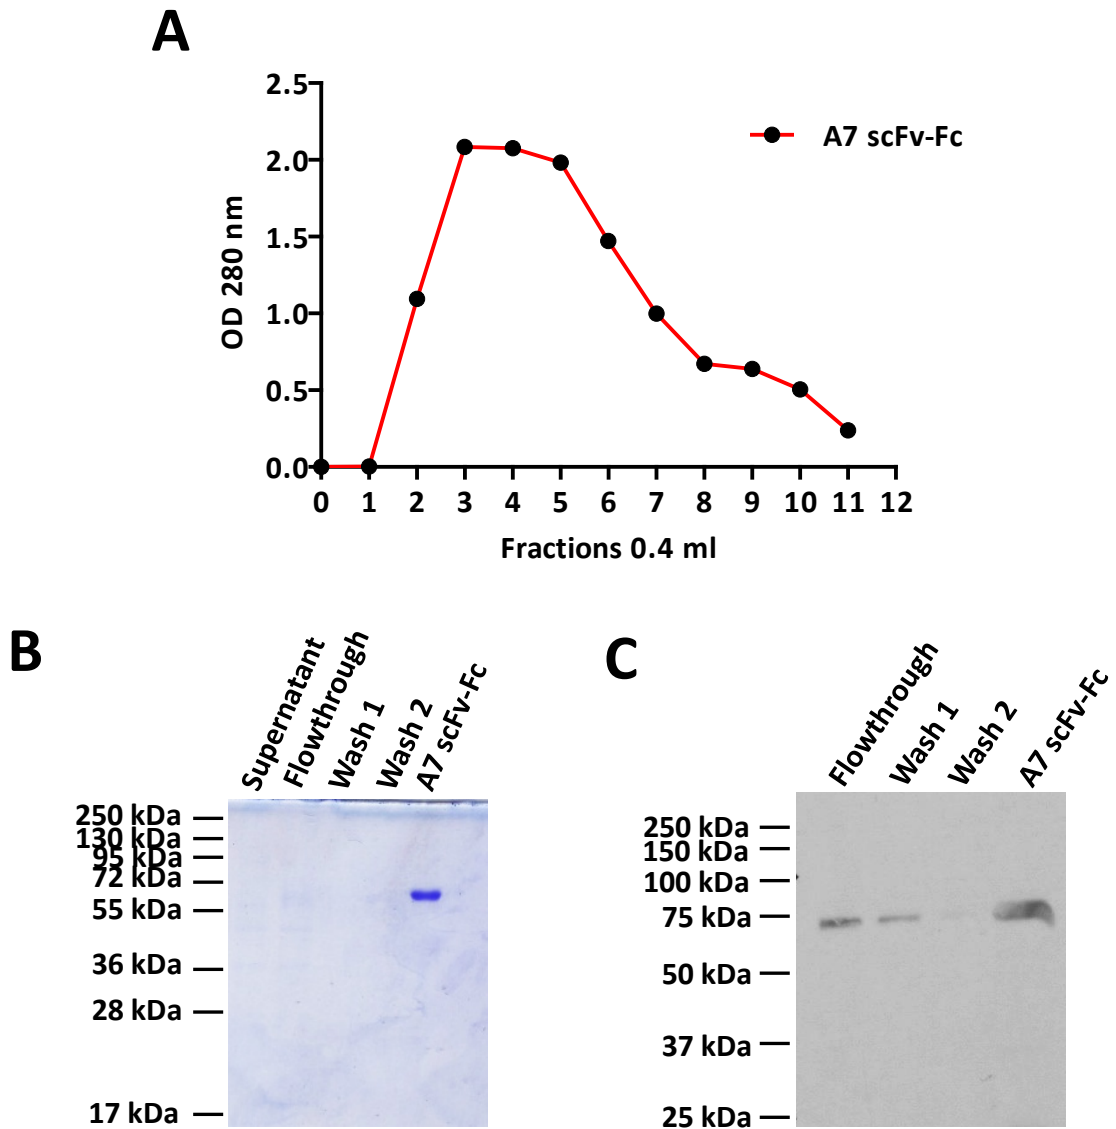 A
2.5
2.0
1.5
1.0
0.5
0.0
OD 280 nm
A7 scFv-Fc
0 1 2 3 4 5 6 7 8 9 10 11 12
Fractions 0.4 ml
B
Supernatant
Flowthrough
Wash 1
Wash 2
A7 scFv-Fc
250 kDa
130 kDa
95 kDa
72 kDa
55 kDa
36 kDa
28 kDa
17 kDa
C
Flowthrough
Wash 1
Wash 2
A7 scFv-Fc
250 kDa
150 kDa
100 kDa
75 kDa
50 kDa
37 kDa
25 kDa